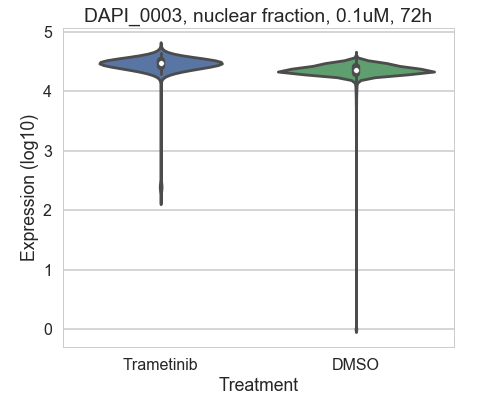 DAPI_0003, nuclear fraction, 0.1uM, 72h
5
4
3
2
1
0
Expression (log10)
Trametinib DMSO
Treatment